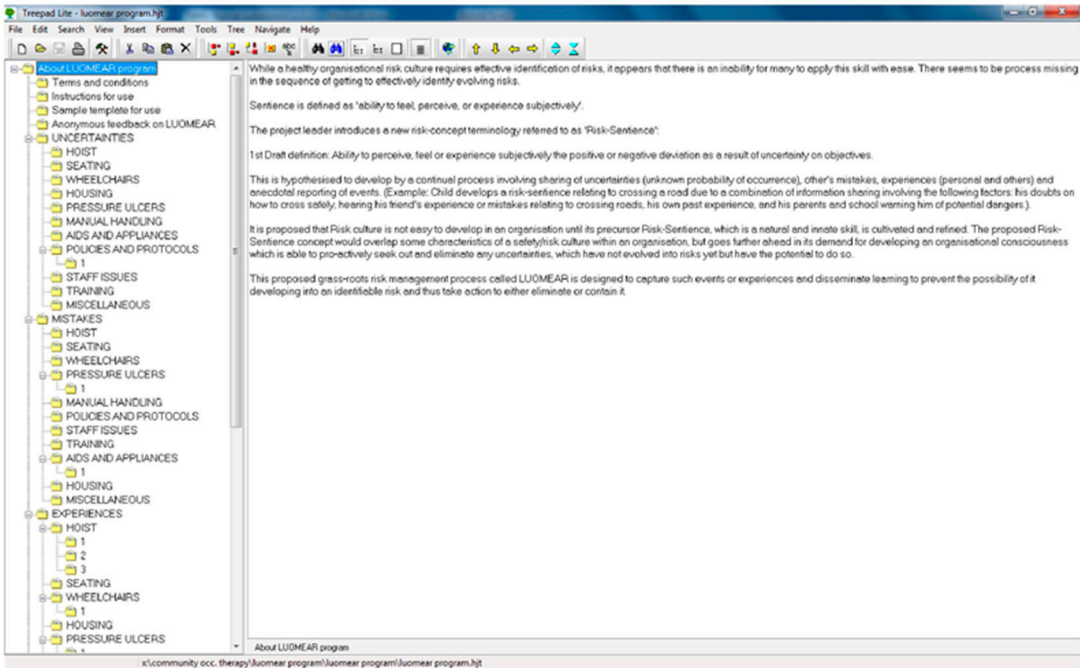 Treepad Lite - luomear program.hjt
File Edit Search View Insert Format Tools Tree Navigate Help
About LUOMEAR program
Terms and conditions
Instructions for use
Sample template for use
Anonymous feedback on LUOMEAR
UNCERTAINTIES
HOIST
SEATING
WHEELCHAIRS
HOUSING
PRESSURE ULCERS
MANUAL HANDLING
AIDS AND APPLIANCES
POLICIES AND PROTOCOLS
1
STAFF ISSUES
TRAINING
MISCELLANEOUS
MISTAKES
HOIST
SEATING
WHEELCHAIRS
PRESSURE ULCERS
1
MANUAL HANDLING
POLICIES AND PROTOCOLS
STAFF ISSUES
TRAINING
AIDS AND APPLIANCES
1
HOUSING
MISCELLANEOUS
EXPERIENCES
HOIST
1
2
3
SEATING
WHEELCHAIRS
1
HOUSING
PRESSURE ULCERS
1
While a healthy organisational risk culture requires effective identification of risks, it appears that there is an inability for many to apply this skill with ease. There seems to be process missing
in the sequence of getting to effectively identify evolving risks.
Sentience is defined as 'ability to feel, perceive, or experience subjectively'.
The project leader introduces a new risk-concept terminology referred to as 'Risk-Sentience':
1st Draft definition: Ability to perceive, feel or experience subjectively the positive or negative deviation as a result of uncertainty on objectives.
This is hypothesised to develop by a continual process involving sharing of uncertainties (unknown probability of occurrence), other's mistakes, experiences (personal and others) and
anecdotal reporting of events. (Example: Child develops a risk-sentience relating to crossing a road due to a combination of information sharing involving the following factors: his doubts on
how to cross safely, hearing his friend's experience or mistakes relating to crossing roads, his own past experience, and his parents and school warning him of potential dangers.).
It is proposed that Risk culture is not easy to develop in an organisation until its precursor Risk-Sentience, which is a natural and innate skill, is cultivated and refined. The proposed Risk-
Sentience concept would overlap some characteristics of a safety/risk culture within an organisation, but goes further ahead in its demand for developing an organisational consciousness
which is able to pro-actively seek out and eliminate any uncertainties, which have not evolved into risks yet but have the potential to do so.
This proposed grass-roots risk management process called LUOMEAR is designed to capture such events or experiences and disseminate learning to prevent the possibility of it
developing into an identifiable risk and thus take action to either eliminate or contain it.
About LUOMEAR program
x:\community occ. therapy\luomear program\luomear program\luomear program.hjt